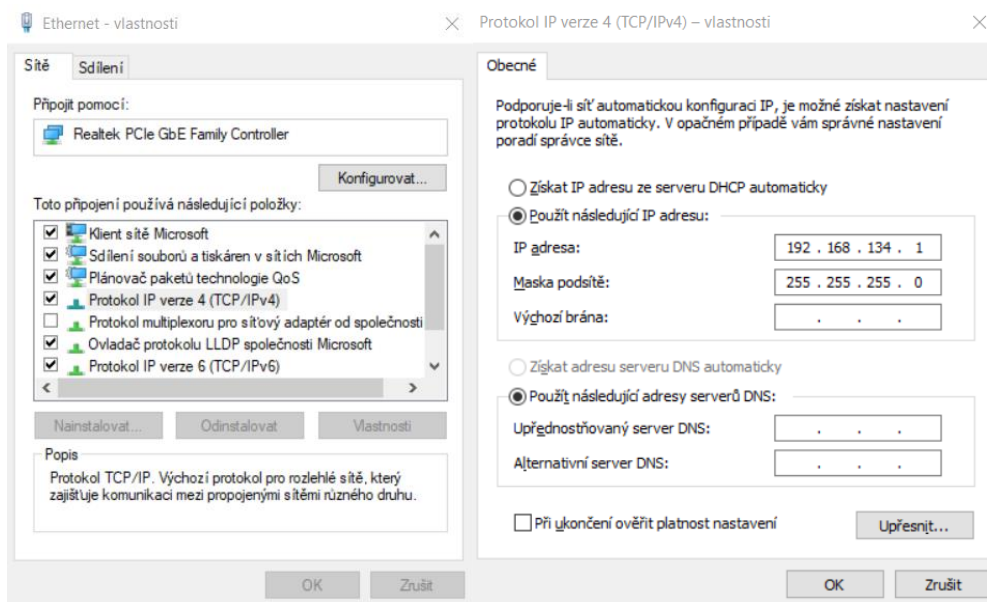 Ethernet - vlastnosti
Sítě
Sdílení
Připojit pomocí:
Realtek PCIe GbE Family Controller
Konfigurovat...
Toto připojení používá následující položky:
Klient sítě Microsoft
Sdílení souborů a tiskáren v sítích Microsoft
Plánovač paketů technologie QoS
Protokol IP verze 4 (TCP/IPv4)
Protokol multiplexoru pro síťový adaptér od společnosti
Ovladač protokolu LLDP společnosti Microsoft
Protokol IP verze 6 (TCP/IPv6)
Nainstalovat...
Odinstalovat
Vlastnosti
Popis
Protokol TCP/IP. Výchozí protokol pro rozlehlé sítě, který
zajišťuje komunikaci mezi propojenými sítěmi různého druhu.
OK
Zrušit
Protokol IP verze 4 (TCP/IPv4) – vlastnosti
Obecné
Podporuje-li síť automatickou konfiguraci IP, je možné získat nastavení
protokolu IP automaticky. V opačném případě vám správné nastavení
poradí správce sítě.
Získat IP adresu ze serveru DHCP automaticky
Použít následující IP adresu:
IP adresa:
192 . 168 . 134 . 1
Maska podsítě:
255 . 255 . 255 . 0
Výchozí brána:
. . .
Získat adresu serveru DNS automaticky
Použít následující adresy serverů DNS:
Upřednostňovaný server DNS:
. . .
Alternativní server DNS:
. . .
Při ukončení ověřit platnost nastavení
Upřesnit...
OK
Zrušit